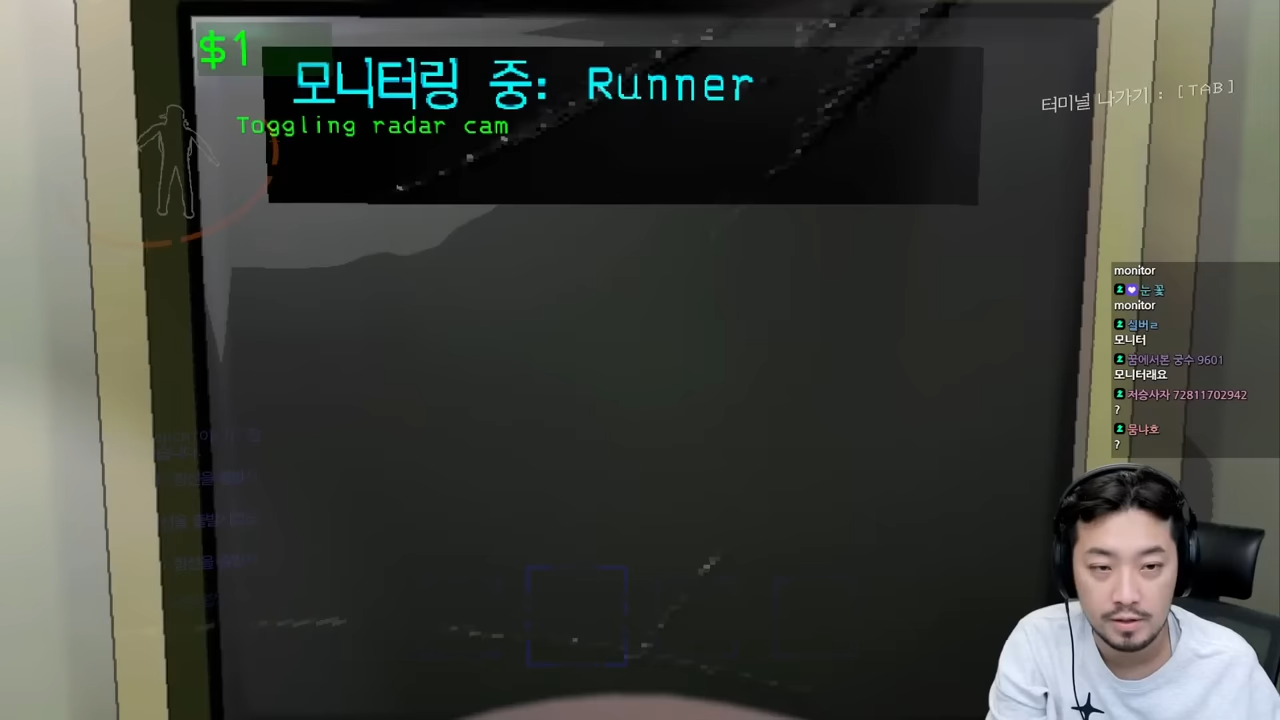 $1
모니터링 중: Runner
Toggling radar cam
터미널 나가기 : [TAB]
monitor
눈꽃
monitor
실버ㄹ
모니터
꿈에서본 궁수 9601
모니터래요
저승사자 72811702942
?
뭉냐호
?